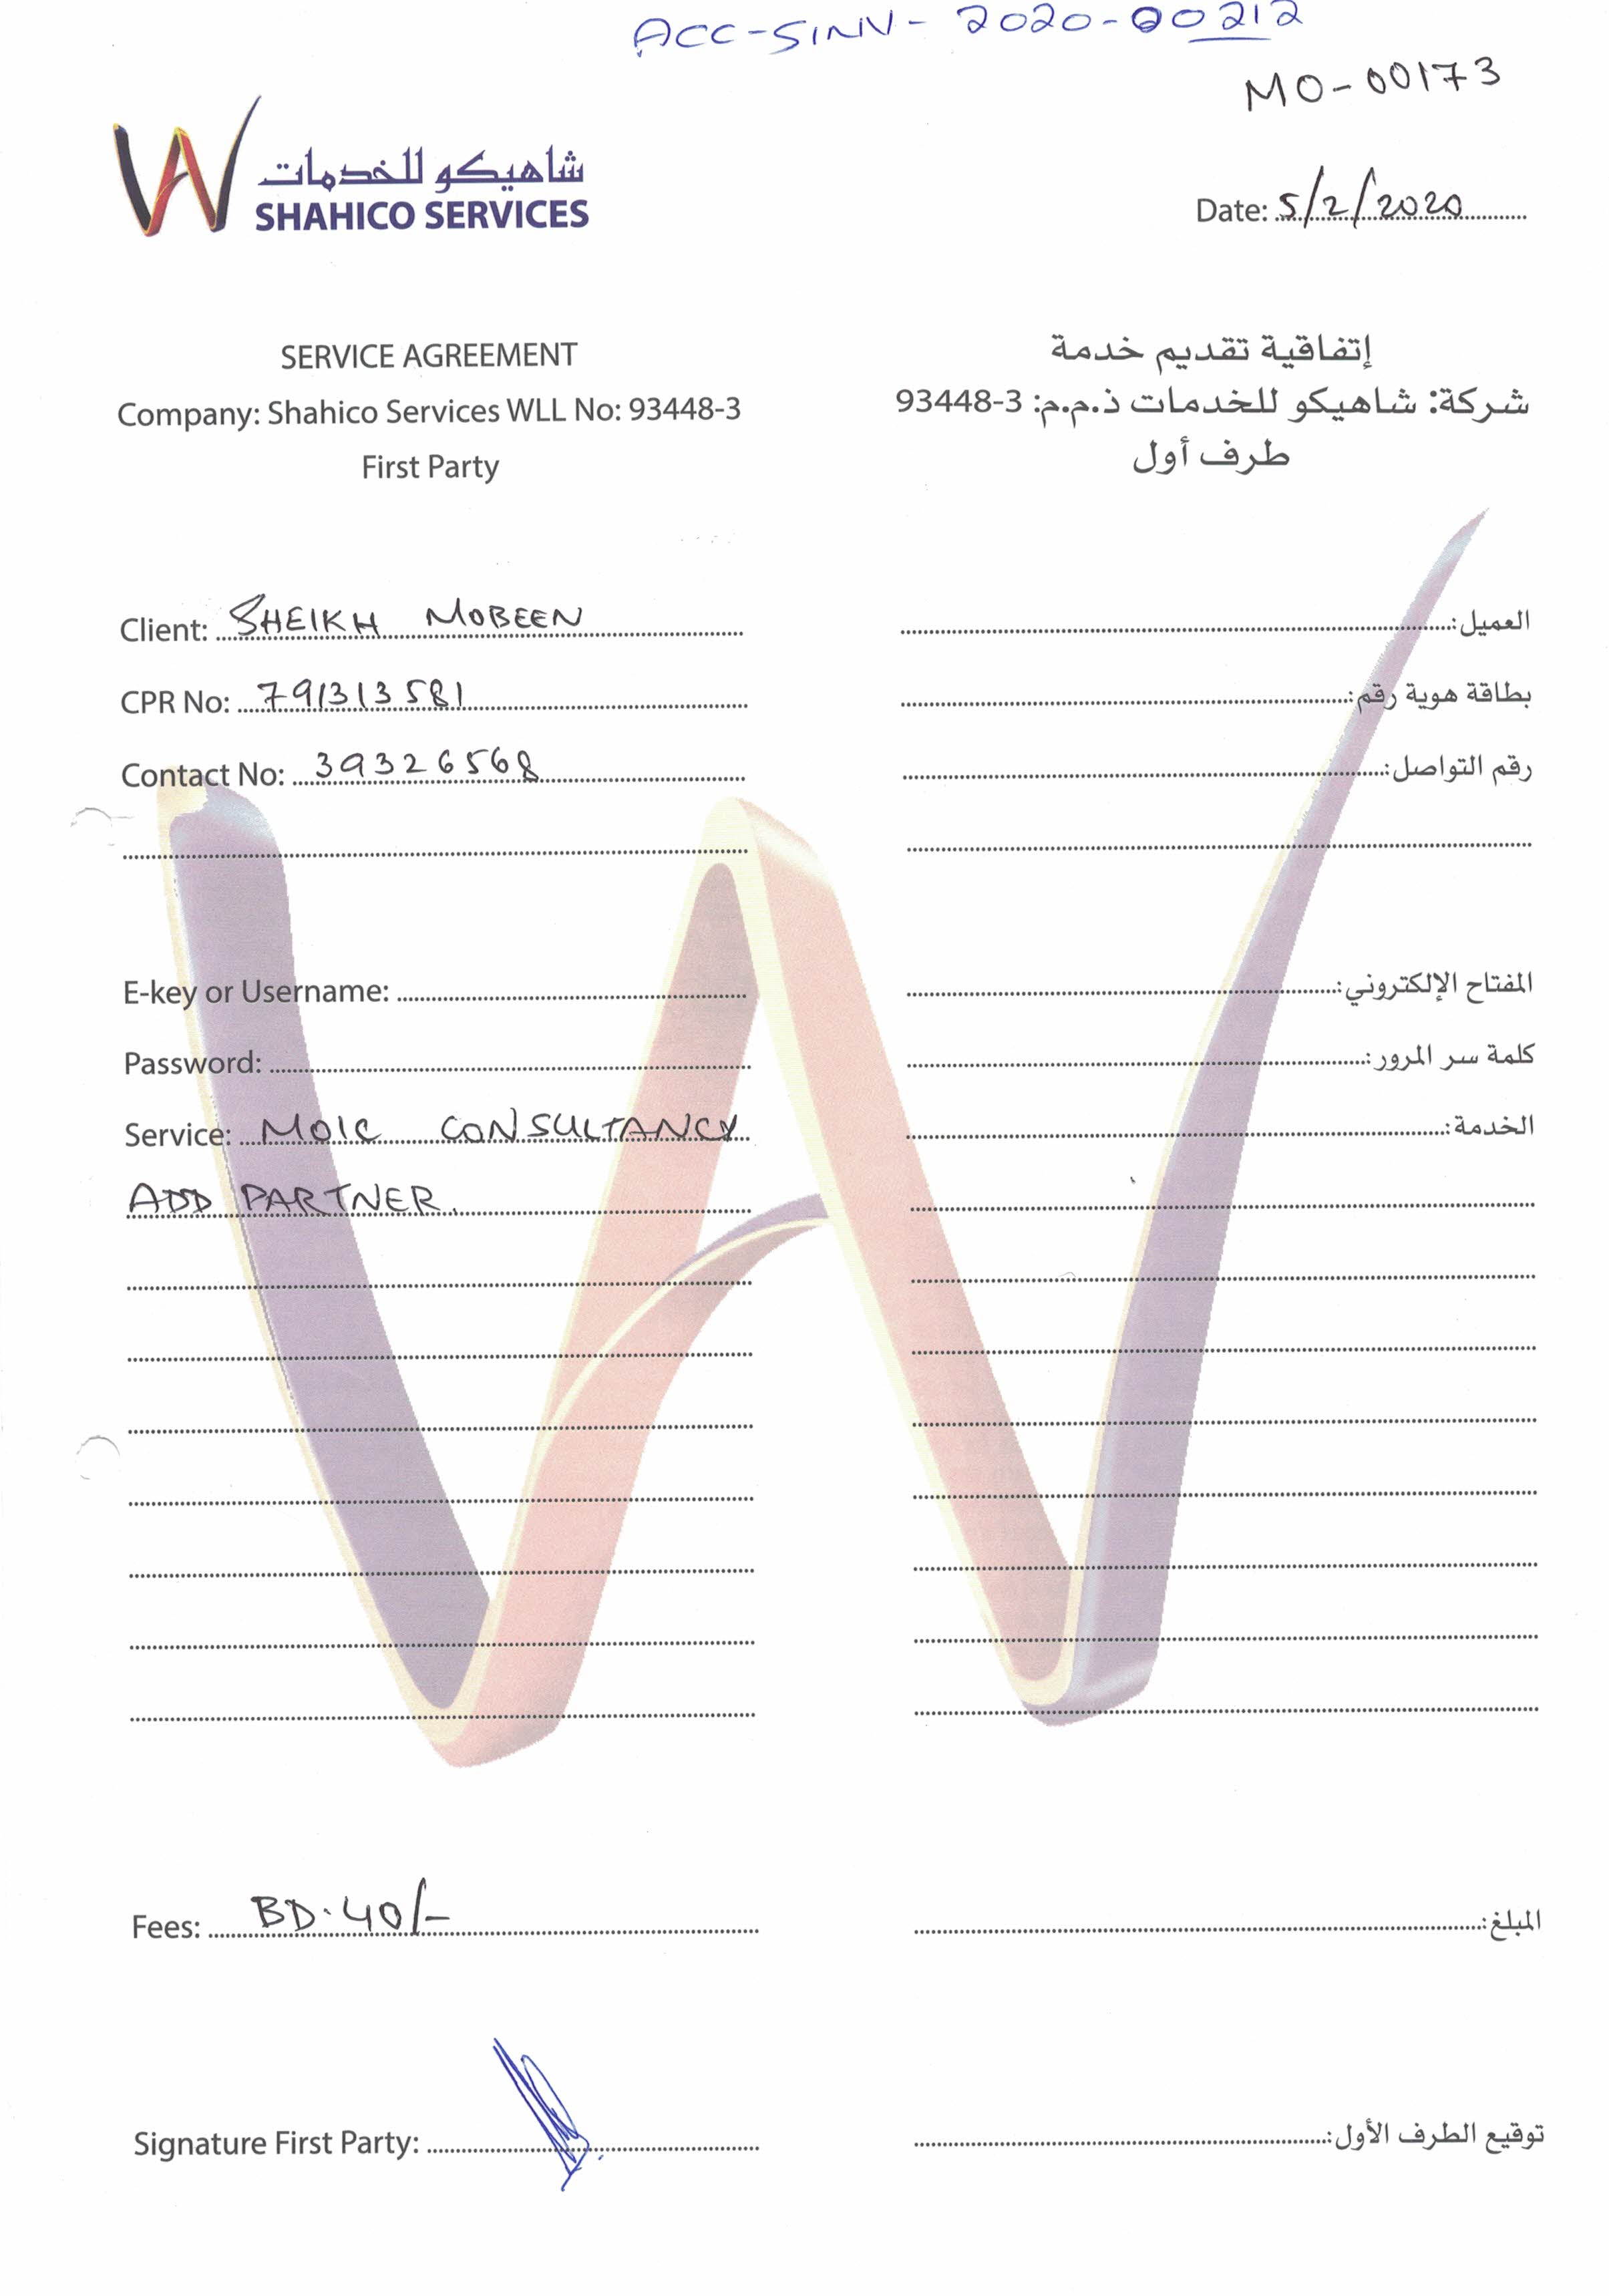 ACC-SINV-2020-00212
MO-00173
شاهيكو للخدمات
SHAHICO SERVICES
Date: 5/2/2020
SERVICE AGREEMENT
إتفاقية تقديم خدمة
Company: Shahico Services WLL No: 93448-3
شركة: شاهيكو للخدمات ذ.م.م: 3-93448
First Party
طرف أول
Client: SHEIKH MOBEEN
العميل:
CPR No: 791313581
بطاقة هوية رقم:
Contact No: 39326568
رقم التواصل:
E-key or Username:
المفتاح الإلكتروني:
Password:
كلمة سر المرور:
Service: MOIC CONSULTANCY
الخدمة:
ADD PARTNER.
Fees: BD.40/-
المبلغ:
Signature First Party:
توقيع الطرف الأول: